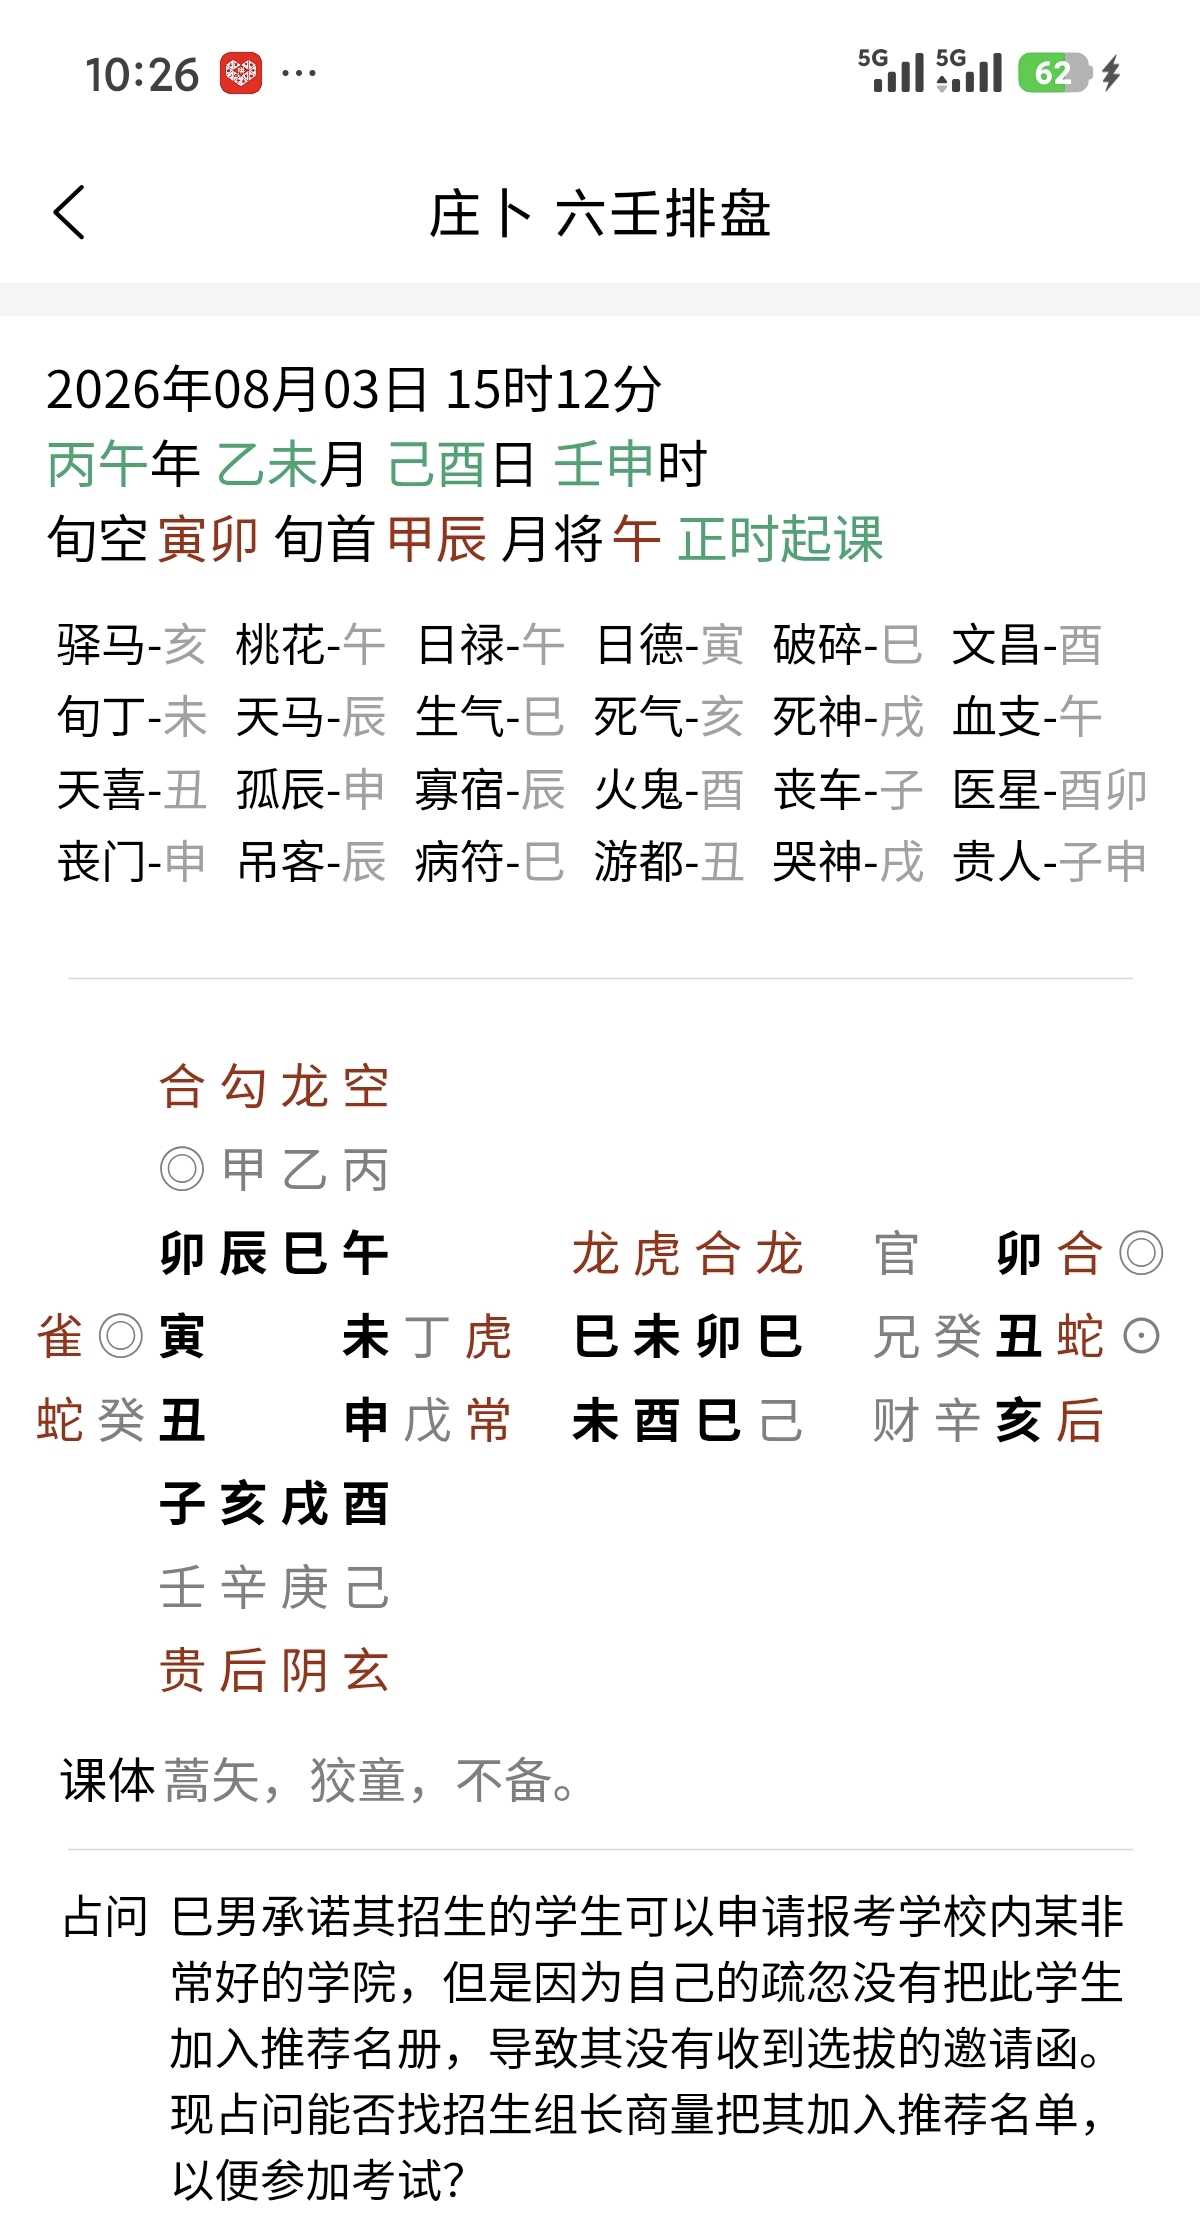 10:26 ··· 5G 5G 62
庄卜 六壬排盘
2026年08月03日 15时12分
丙午年 乙未月 己酉日 壬申时
旬空寅卯 旬首甲辰 月将午 正时起课
驿马-亥 桃花-午 日禄-午 日德-寅 破碎-巳 文昌-酉
旬丁-未 天马-辰 生气-巳 死气-亥 死神-戌 血支-午
天喜-丑 孤辰-申 寡宿-辰 火鬼-酉 丧车-子 医星-酉卯
丧门-申 吊客-辰 病符-巳 游都-丑 哭神-戌 贵人-子申
合 勾 龙 空
◎ 甲 乙 丙
卯 辰 巳 午 龙 虎 合 龙 官 卯 合 ◎
雀 ◎ 寅 未 丁 虎 巳 未 卯 巳 兄 癸 丑 蛇 ⊙
蛇 癸 丑 申 戊 常 未 酉 巳 己 财 辛 亥 后
子 亥 戌 酉
壬 辛 庚 己
贵 后 阴 玄
课体 蒿矢，狡童，不备。
占问 巳男承诺其招生的学生可以申请报考学校内某非
常好的学院，但是因为自己的疏忽没有把此学生
加入推荐名册，导致其没有收到选拔的邀请函。
现占问能否找招生组长商量把其加入推荐名单，
以便参加考试？